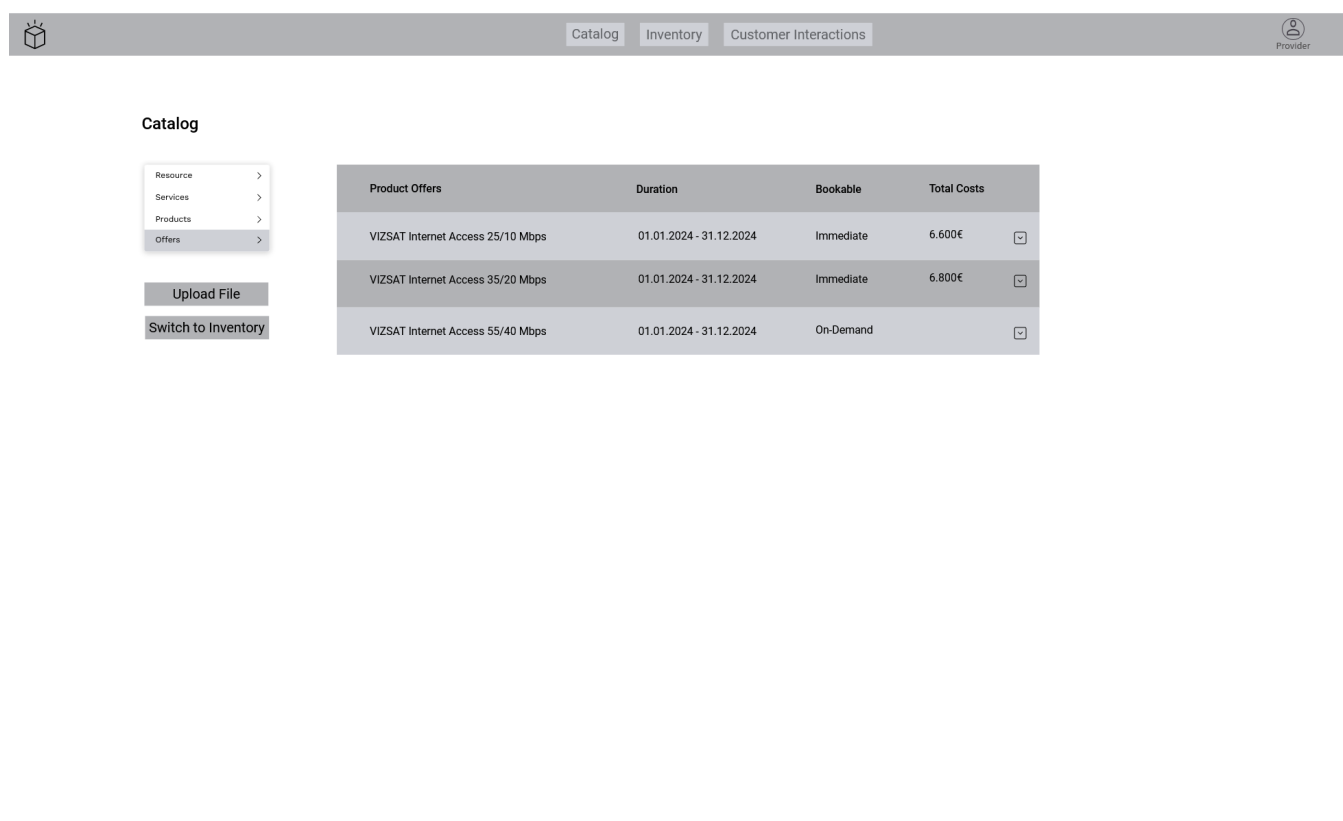 Catalog Inventory Customer Interactions
Provider
Catalog
Resource
Services
Products
Offers
Upload File
Switch to Inventory
Product Offers Duration Bookable Total Costs
VIZSAT Internet Access 25/10 Mbps 01.01.2024 - 31.12.2024 Immediate 6.600€
VIZSAT Internet Access 35/20 Mbps 01.01.2024 - 31.12.2024 Immediate 6.800€
VIZSAT Internet Access 55/40 Mbps 01.01.2024 - 31.12.2024 On-Demand